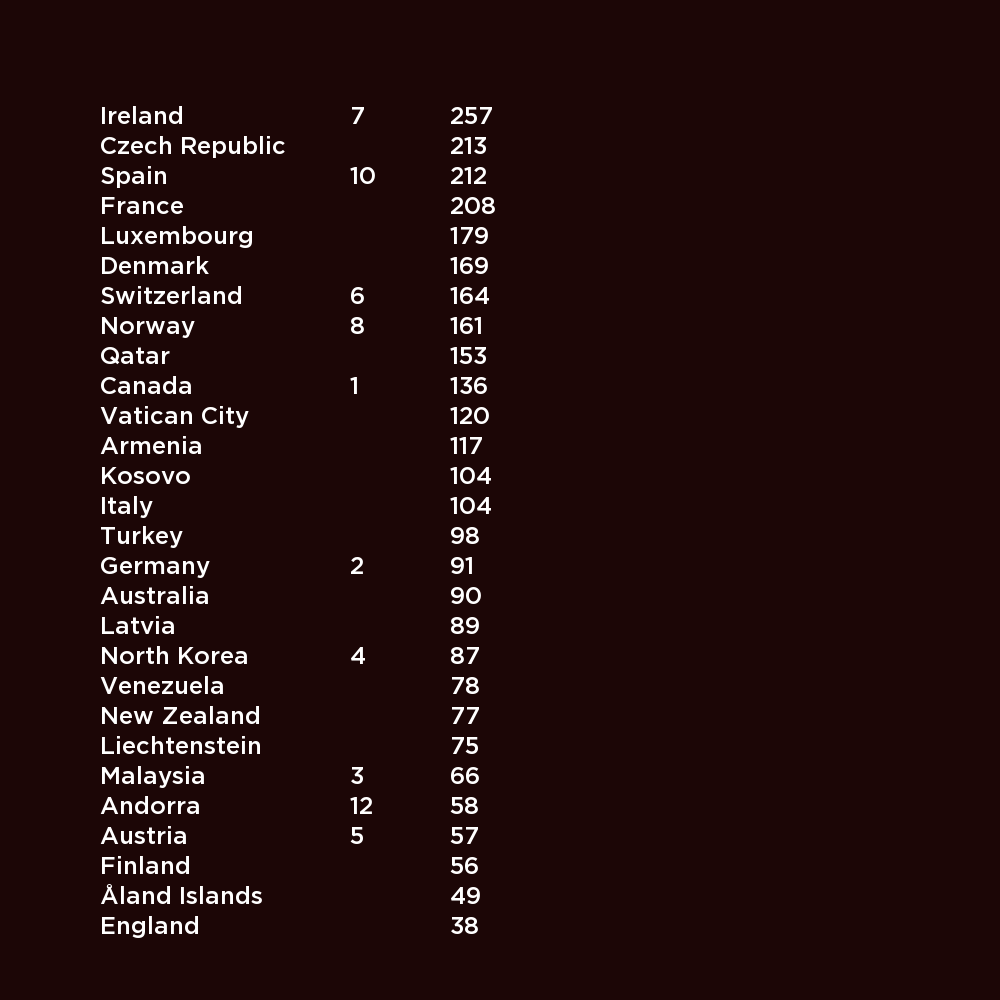 Ireland 7 257
Czech Republic 213
Spain 10 212
France 208
Luxembourg 179
Denmark 169
Switzerland 6 164
Norway 8 161
Qatar 153
Canada 1 136
Vatican City 120
Armenia 117
Kosovo 104
Italy 104
Turkey 98
Germany 2 91
Australia 90
Latvia 89
North Korea 4 87
Venezuela 78
New Zealand 77
Liechtenstein 75
Malaysia 3 66
Andorra 12 58
Austria 5 57
Finland 56
Åland Islands 49
England 38